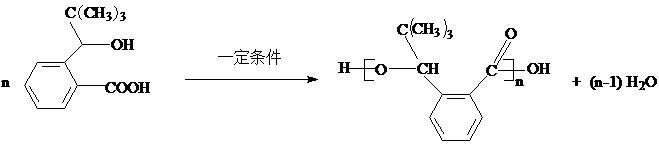 C(CH₃)₃
OH
n
COOH
一定条件
C(CH₃)₃
H
O
CH
C
O
n
OH
+ (n-1) H₂O